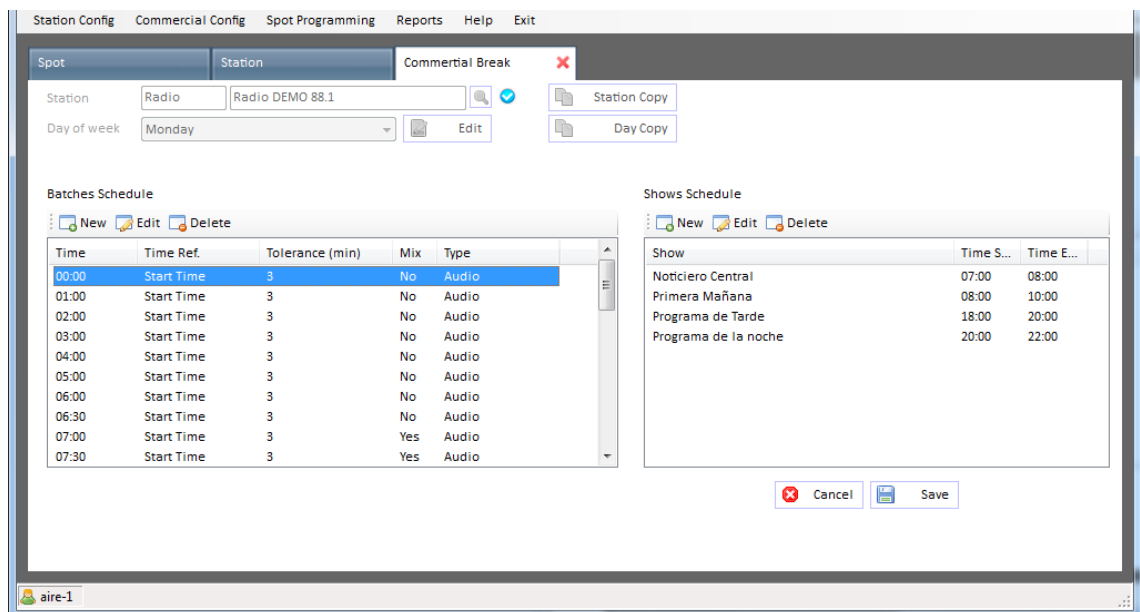 Station Config Commercial Config Spot Programming Reports Help Exit
Spot Station Commertial Break
Station Radio Radio DEMO 88.1 Station Copy
Day of week Monday Edit Day Copy
Batches Schedule Shows Schedule
New Edit Delete New Edit Delete
Time Time Ref. Tolerance (min) Mix Type Show Time S... Time E...
00:00 Start Time 3 No Audio Noticiero Central 07:00 08:00
01:00 Start Time 3 No Audio Primera Mañana 08:00 10:00
02:00 Start Time 3 No Audio Programa de Tarde 18:00 20:00
03:00 Start Time 3 No Audio Programa de la noche 20:00 22:00
04:00 Start Time 3 No Audio
05:00 Start Time 3 No Audio
06:00 Start Time 3 No Audio
06:30 Start Time 3 No Audio
07:00 Start Time 3 Yes Audio
07:30 Start Time 3 Yes Audio
Cancel Save
aire-1